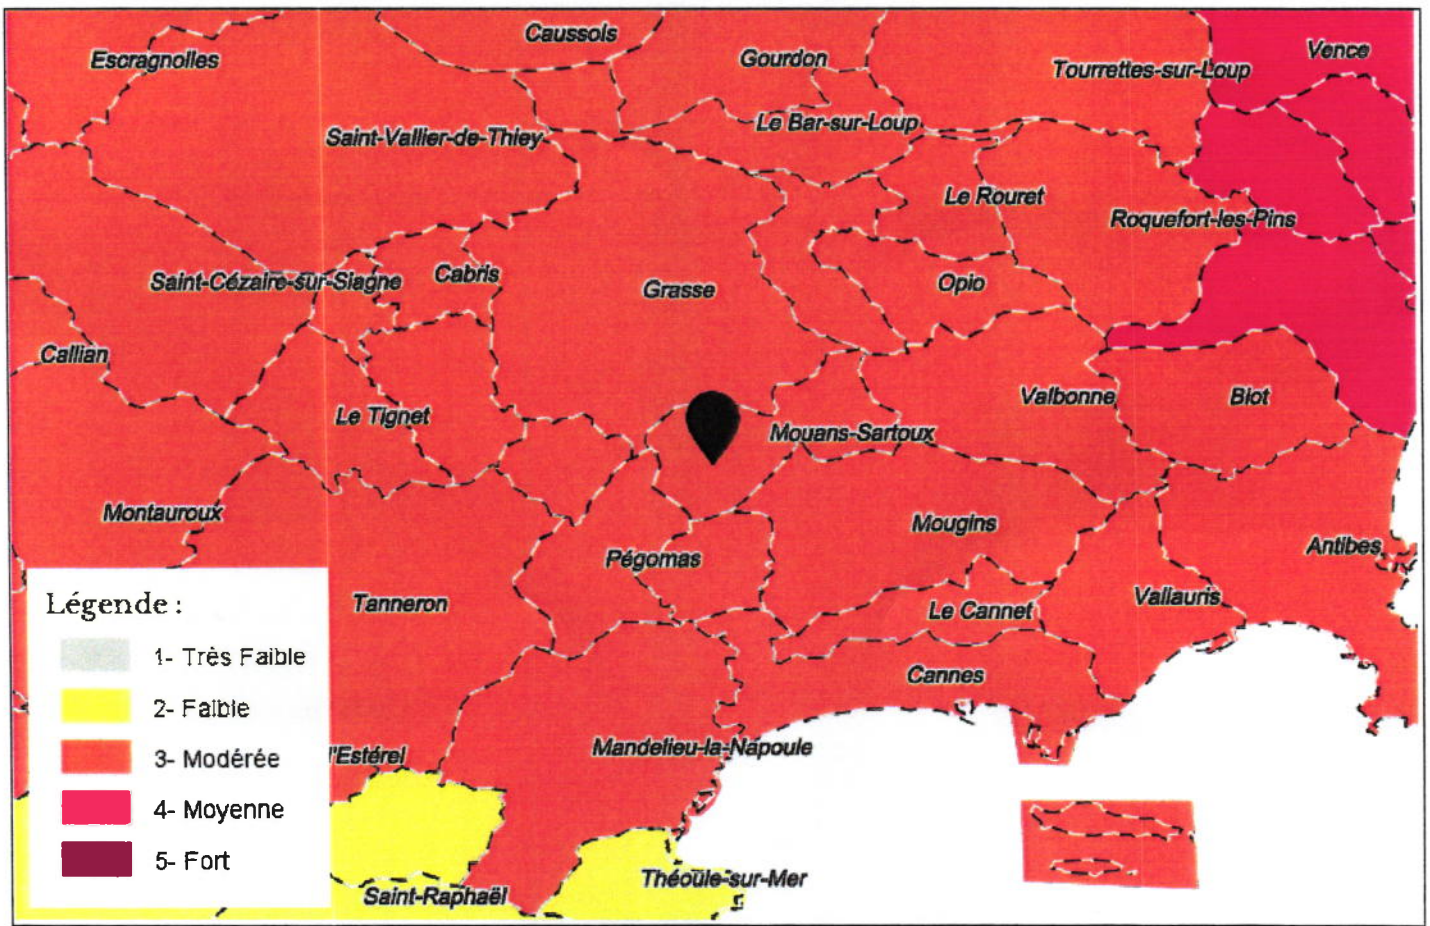 Caussols
Escragnolles
Gourdon
Vence
Tourrettes-sur-Loup
Le Bar-sur-Loup
Saint-Vallier-de-Thiey
Le Rouret
Roquefort-les-Pins
Saint-Cézaire-sur-Siagne
Cabris
Grasse
Opio
Callian
Le Tignet
Valbonne
Biot
Mouans-Sartoux
Montauroux
Mougins
Antibes
Pégomas
Tanneron
Le Cannet
Vallauris
Cannes
Mandelieu-la-Napoule
l'Estérel
Théoule-sur-Mer
Saint-Raphaël
Légende :
1- Très Faible
2- Faible
3- Modérée
4- Moyenne
5- Fort